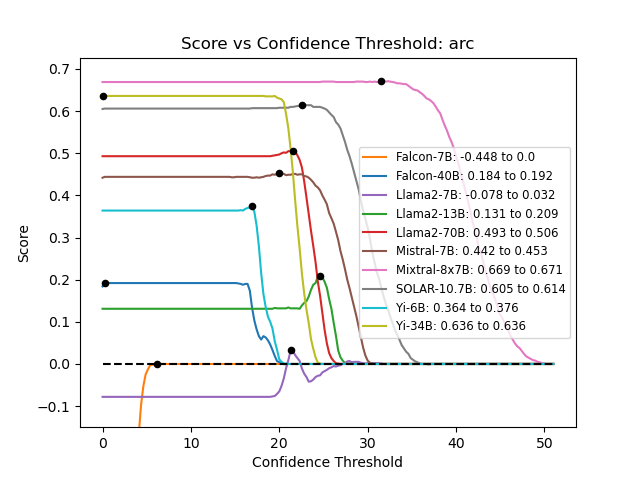 Score vs Confidence Threshold: arc
0.7
0.6
0.5
0.4
0.3
0.2
0.1
0.0
−0.1
Score
Falcon-7B: -0.448 to 0.0
Falcon-40B: 0.184 to 0.192
Llama2-7B: -0.078 to 0.032
Llama2-13B: 0.131 to 0.209
Llama2-70B: 0.493 to 0.506
Mistral-7B: 0.442 to 0.453
Mixtral-8x7B: 0.669 to 0.671
SOLAR-10.7B: 0.605 to 0.614
Yi-6B: 0.364 to 0.376
Yi-34B: 0.636 to 0.636
0 10 20 30 40 50
Confidence Threshold